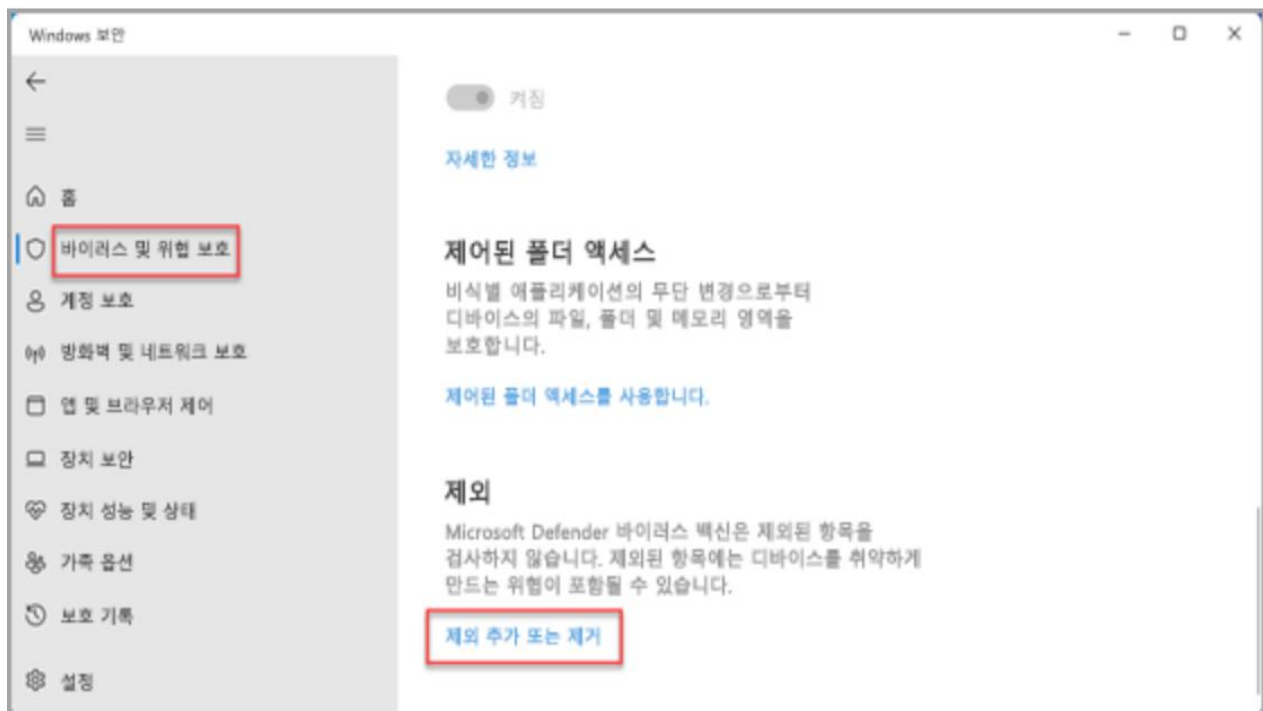 Windows 보안
켜짐
자세한 정보
홈
바이러스 및 위협 보호
계정 보호
방화벽 및 네트워크 보호
앱 및 브라우저 제어
장치 보안
장치 성능 및 상태
가족 옵션
보호 기록
설정
제어된 폴더 액세스
비식별 애플리케이션의 무단 변경으로부터
디바이스의 파일, 폴더 및 메모리 영역을
보호합니다.
제어된 폴더 액세스를 사용합니다.
제외
Microsoft Defender 바이러스 백신은 제외된 항목을
검사하지 않습니다. 제외된 항목에는 디바이스를 취약하게
만드는 위협이 포함될 수 있습니다.
제외 추가 또는 제거